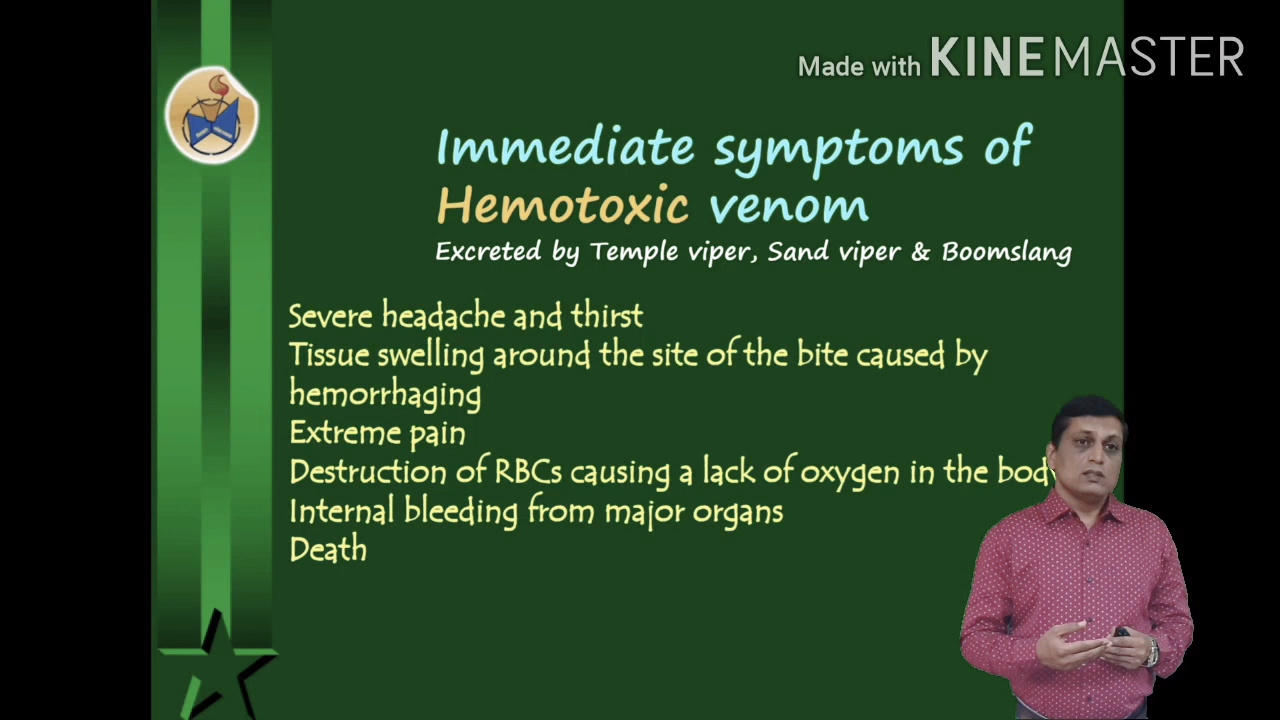 Made with KINEMASTER
Immediate symptoms of
Hemotoxic venom
Excreted by Temple viper, Sand viper & Boomslang
Severe headache and thirst
Tissue swelling around the site of the bite caused by
hemorrhaging
Extreme pain
Destruction of RBCs causing a lack of oxygen in the body
Internal bleeding from major organs
Death